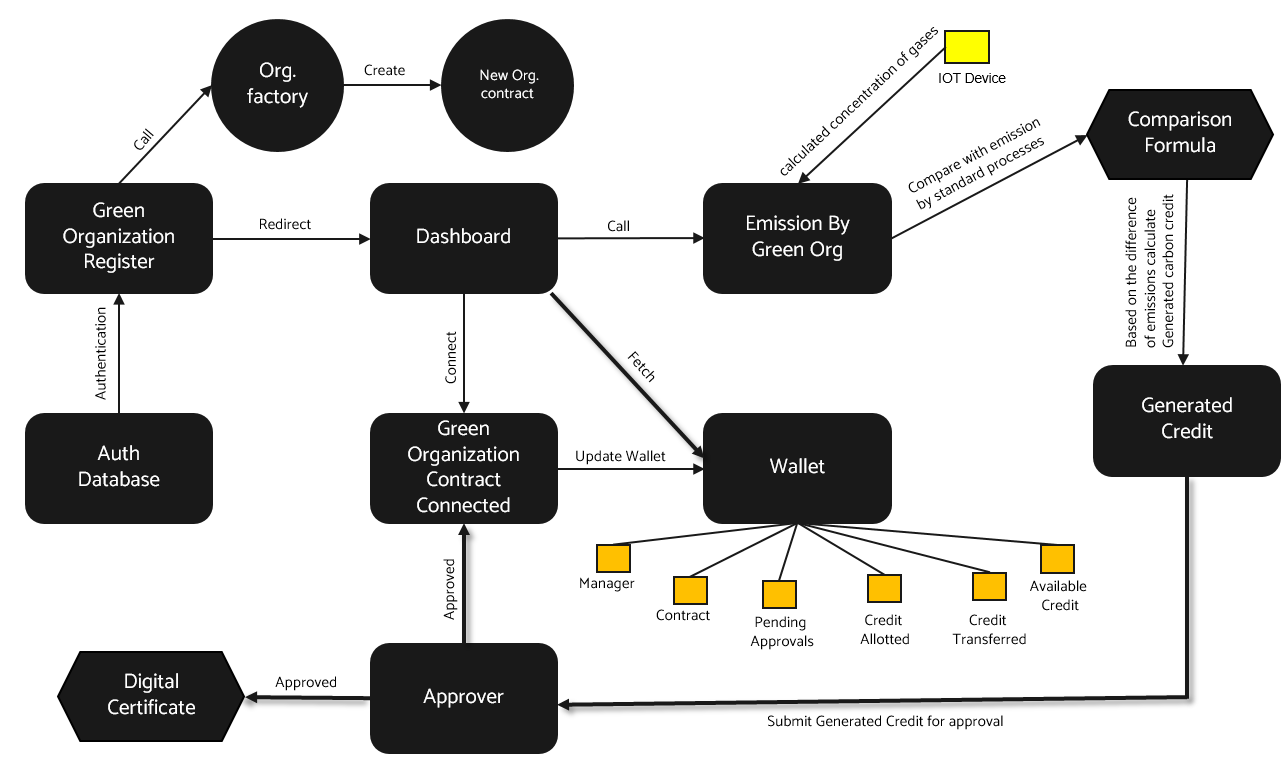 Org.
factory
Create
New Org.
contract
calculated concentration of gases
IOT Device
Call
Compare with emission
by standard processes
Comparison
Formula
Green
Organization
Register
Redirect
Dashboard
Call
Emission By
Green Org
Based on the difference
of emissions calculate
Generated carbon credit
Authentication
Connect
Fetch
Generated
Credit
Auth
Database
Green
Organization
Contract
Connected
Update Wallet
Wallet
Manager
Contract
Pending
Approvals
Credit
Allotted
Credit
Transferred
Available
Credit
Approved
Digital
Certificate
Approved
Approver
Submit Generated Credit for approval